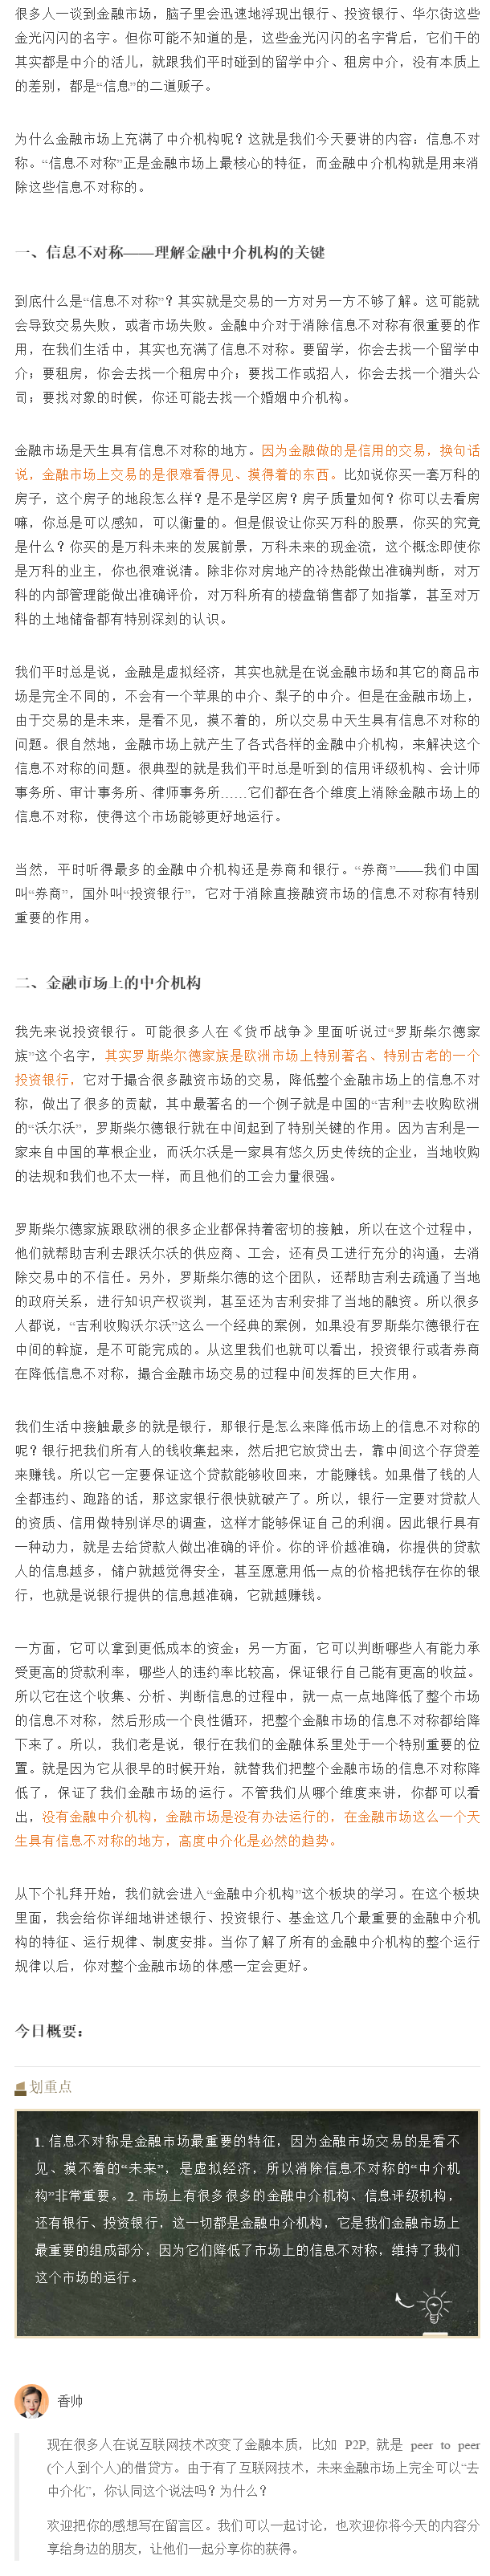 很多人一谈到金融市场，脑子里会迅速地浮现出银行、投资银行、华尔街这些
金光闪闪的名字。但你可能不知道的是，这些金光闪闪的名字背后，它们干的
其实都是中介的活儿，就跟我们平时碰到的留学中介、租房中介，没有本质上
的差别，都是“信息”的二道贩子。
为什么金融市场上充满了中介机构呢？这就是我们今天要讲的内容：信息不对
称。“信息不对称”正是金融市场上最核心的特征，而金融中介机构就是用来消
除这些信息不对称的。
一、信息不对称——理解金融中介机构的关键
到底什么是“信息不对称”？其实就是交易的一方对另一方不够了解。这可能就
会导致交易失败，或者市场失败。金融中介对于消除信息不对称有很重要的作
用，在我们生活中，其实也充满了信息不对称。要留学，你会去找一个留学中
介；要租房，你会去找一个租房中介；要找工作或招人，你会去找一个猎头公
司；要找对象的时候，你还可能去找一个婚姻中介机构。
金融市场是天生具有信息不对称的地方。因为金融做的是信用的交易，换句话
说，金融市场上交易的是很难看得见、摸得着的东西。比如说你买一套万科的
房子，这个房子的地段怎么样？是不是学区房？房子质量如何？你可以去看房
嘛，你总是可以感知，可以衡量的。但是假设让你买万科的股票，你买的究竟
是什么？你买的是万科未来的发展前景，万科未来的现金流，这个概念即使你
是万科的业主，你也很难说清。除非你对房地产的冷热能做出准确判断，对万
科的内部管理能做出准确评价，对万科所有的楼盘销售都了如指掌，甚至对万
科的土地储备都有特别深刻的认识。
我们平时总是说，金融是虚拟经济，其实也就是在说金融市场和其它的商品市
场是完全不同的，不会有一个苹果的中介、梨子的中介。但是在金融市场上，
由于交易的是未来，是看不见，摸不着的，所以交易中天生具有信息不对称的
问题。很自然地，金融市场上就产生了各式各样的金融中介机构，来解决这个
信息不对称的问题。很典型的就是我们平时总是听到的信用评级机构、会计师
事务所、审计事务所、律师事务所……它们都在各个维度上消除金融市场上的
信息不对称，使得这个市场能够更好地运行。
当然，平时听得最多的金融中介机构还是券商和银行。“券商”——我们中国
叫“券商”，国外叫“投资银行”，它对于消除直接融资市场的信息不对称有特别
重要的作用。
二、金融市场上的中介机构
我先来说投资银行。可能很多人在《货币战争》里面听说过“罗斯柴尔德家
族”这个名字，其实罗斯柴尔德家族是欧洲市场上特别著名、特别古老的一个
投资银行，它对于撮合很多融资市场的交易，降低整个金融市场上的信息不对
称，做出了很多的贡献，其中最著名的一个例子就是中国的“吉利”去收购欧洲
的“沃尔沃”，罗斯柴尔德银行就在中间起到了特别关键的作用。因为吉利是一
家来自中国的草根企业，而沃尔沃是一家具有悠久历史传统的企业，当地收购
的法规和我们也不太一样，而且他们的工会力量很强。
罗斯柴尔德家族跟欧洲的很多企业都保持着密切的接触，所以在这个过程中，
他们就帮助吉利去跟沃尔沃的供应商、工会，还有员工进行充分的沟通，去消
除交易中的不信任。另外，罗斯柴尔德的这个团队，还帮助吉利去疏通了当地
的政府关系，进行知识产权谈判，甚至还为吉利安排了当地的融资。所以很多
人都说，“吉利收购沃尔沃”这么一个经典的案例，如果没有罗斯柴尔德银行在
中间的斡旋，是不可能完成的。从这里我们也就可以看出，投资银行或者券商
在降低信息不对称，撮合金融市场交易的过程中间发挥的巨大作用。
我们生活中接触最多的就是银行，那银行是怎么来降低市场上的信息不对称的
呢？银行把我们所有人的钱收集起来，然后把它放贷出去，靠中间这个存贷差
来赚钱。所以它一定要保证这个贷款能够收回来，才能赚钱。如果借了钱的人
全都违约、跑路的话，那这家银行很快就破产了。所以，银行一定要对贷款人
的资质、信用做特别详尽的调查，这样才能够保证自己的利润。因此银行具有
一种动力，就是去给贷款人做出准确的评价。你的评价越准确，你提供的贷款
人的信息越多，储户就越觉得安全，甚至愿意用低一点的价格把钱存在你的银
行，也就是说银行提供的信息越准确，它就越赚钱。
一方面，它可以拿到更低成本的资金；另一方面，它可以判断哪些人有能力承
受更高的贷款利率，哪些人的违约率比较高，保证银行自己能有更高的收益。
所以它在这个收集、分析、判断信息的过程中，就一点一点地降低了整个市场
的信息不对称，然后形成一个良性循环，把整个金融市场的信息不对称都给降
下来了。所以，我们老是说，银行在我们的金融体系里处于一个特别重要的位
置。就是因为它从很早的时候开始，就替我们把整个金融市场的信息不对称降
低了，保证了我们金融市场的运行。不管我们从哪个维度来讲，你都可以看
出，没有金融中介机构，金融市场是没有办法运行的，在金融市场这么一个天
生具有信息不对称的地方，高度中介化是必然的趋势。
从下个礼拜开始，我们就会进入“金融中介机构”这个板块的学习。在这个板块
里面，我会给你详细地讲述银行、投资银行、基金这几个最重要的金融中介机
构的特征、运行规律、制度安排。当你了解了所有的金融中介机构的整个运行
规律以后，你对整个金融市场的体感一定会更好。
今日概要：
划重点
1. 信息不对称是金融市场最重要的特征，因为金融市场交易的是看不
见、摸不着的“未来”，是虚拟经济，所以消除信息不对称的“中介机
构”非常重要。 2. 市场上有很多很多的金融中介机构、信息评级机构，
还有银行、投资银行，这一切都是金融中介机构，它是我们金融市场上
最重要的组成部分，因为它们降低了市场上的信息不对称，维持了我们
这个市场的运行。
香帅
现在很多人在说互联网技术改变了金融本质，比如 P2P, 就是 peer to peer
(个人到个人)的借贷方。由于有了互联网技术，未来金融市场上完全可以“去
中介化”，你认同这个说法吗？为什么？
欢迎把你的感想写在留言区。我们可以一起讨论，也欢迎你将今天的内容分
享给身边的朋友，让他们一起分享你的获得。